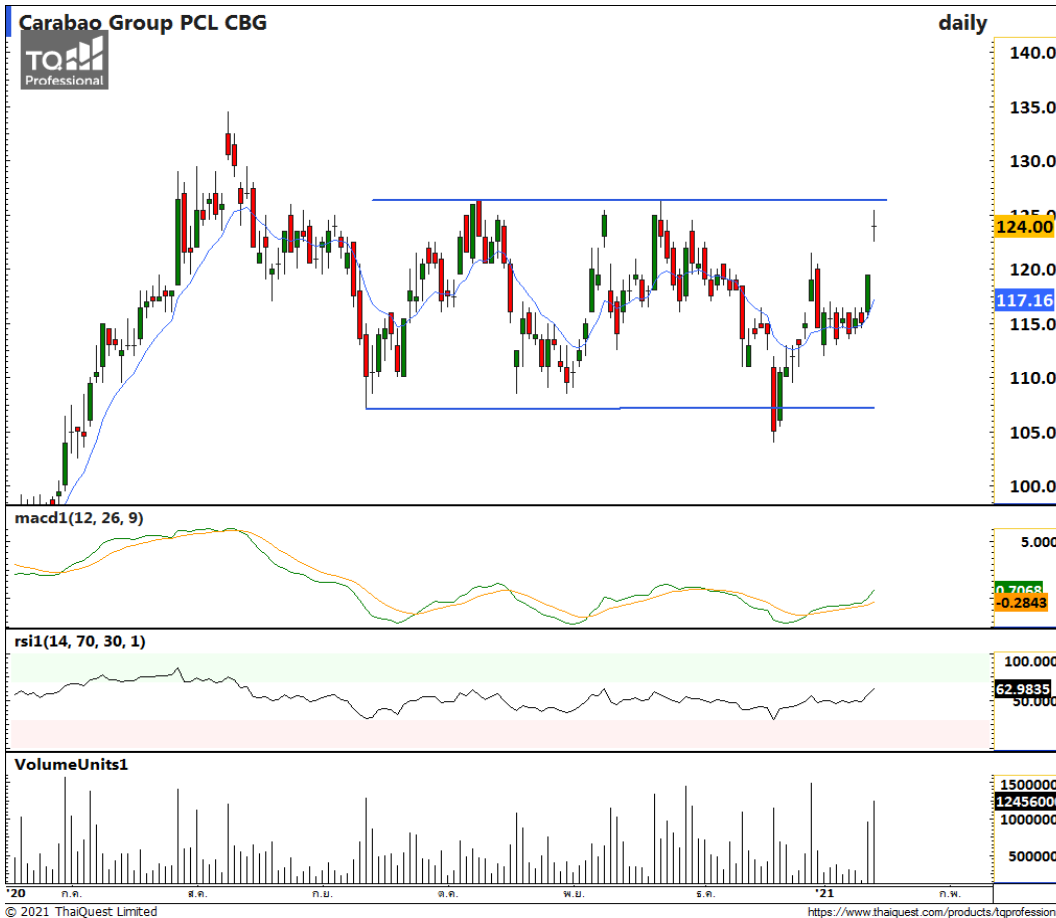 Carabao Group PCL CBG
daily
TQ
Professional
140.0
135.0
130.0
125.0
124.00
120.0
117.16
115.0
110.0
105.0
100.0
macd1(12, 26, 9)
5.000
0.7068
-0.2843
rsi1(14, 70, 30, 1)
100.000
62.9835
50.000
VolumeUnits1
1500000
12456000
1000000
500000
'20 ก.ค. ส.ค. ก.ย. ต.ค. พ.ย. ธ.ค. '21 ก.พ.
© 2021 ThaiQuest Limited
https://www.thaiquest.com/products/tqprofession